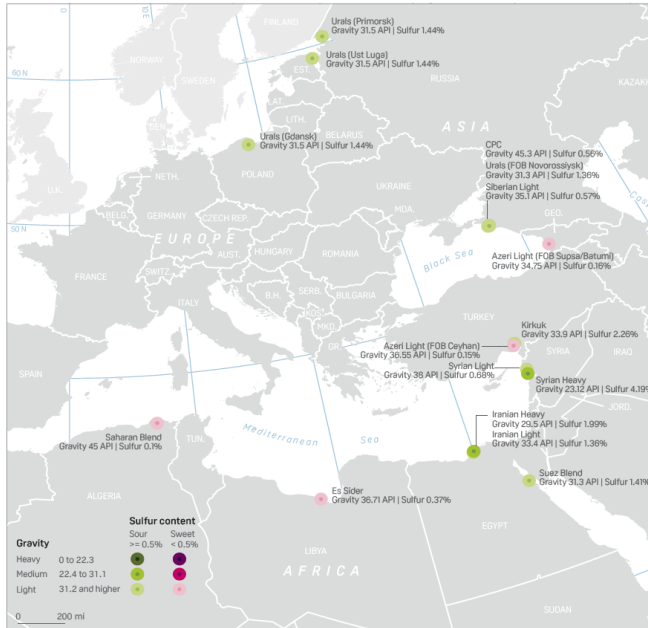 0
10 E
FINLAND
Urals (Primorsk)
Gravity 31.5 API | Sulfur 1.44%
NORWAY
SWEDEN
Urals (Ust Luga)
Gravity 31.5 API | Sulfur 1.44%
60 N
EST.
RUSSIA
KAZAKH
LAT.
DEN.
LITH.
ASIA
Urals (Gdansk)
Gravity 31.5 API | Sulfur 1.44%
BELARUS
CPC
Gravity 45.3 API | Sulfur 0.56%
Urals (FOB Novorossiysk)
Gravity 31.3 API | Sulfur 1.36%
Siberian Light
Gravity 35.1 API | Sulfur 0.57%
U.K.
NETH.
POLAND
UKRAINE
BELG.
GERMANY
CZECH REP.
MDA.
GEO.
50 N
EUROPE
AUST.
HUNGARY
ROMANIA
Black Sea
Azeri Light (FOB Supsa/Batumi)
Gravity 34.75 API | Sulfur 0.16%
FRANCE
SWITZ.
B.H.
SERB.
BULGARIA
ITALY
KOS.
MKD.
TURKEY
Kirkuk
Gravity 33.9 API | Sulfur 2.26%
GR.
Azeri Light (FOB Ceyhan)
Gravity 36.55 API | Sulfur 0.15%
SYRIA
IRAQ
SPAIN
Syrian Light
Gravity 36 API | Sulfur 0.68%
Syrian Heavy
Gravity 23.12 API | Sulfur 4.19%
JORD.
Iranian Heavy
Gravity 29.5 API | Sulfur 1.99%
Iranian Light
Gravity 33.4 API | Sulfur 1.36%
Saharan Blend
Gravity 45 API | Sulfur 0.1%
TUN.
Mediterranean Sea
Suez Blend
Gravity 31.3 API | Sulfur 1.41%
Es Sider
Gravity 36.71 API | Sulfur 0.37%
ALGERIA
EGYPT
LIBYA
AFRICA
SUDAN
Sulfur content
Sour Sweet
>= 0.5% < 0.5%
Gravity
Heavy 0 to 22.3
Medium 22.4 to 31.1
Light 31.2 and higher
0 200 mi